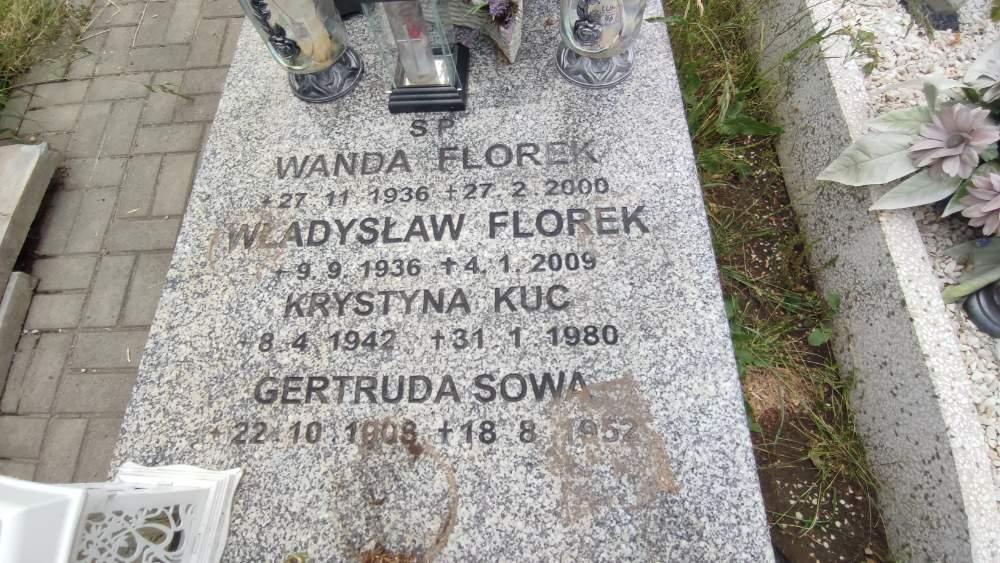 S P
WANDA FLOREK
*27. 11. 1936 +27. 2. 2000
WŁADYSŁAW FLOREK
*9. 9. 1936 +4. 1. 2009
KRYSTYNA KUC
*8. 4. 1942 +31. 1. 1980
GERTRUDA SOWA
*22. 10. 1908 +18. 8. 1952